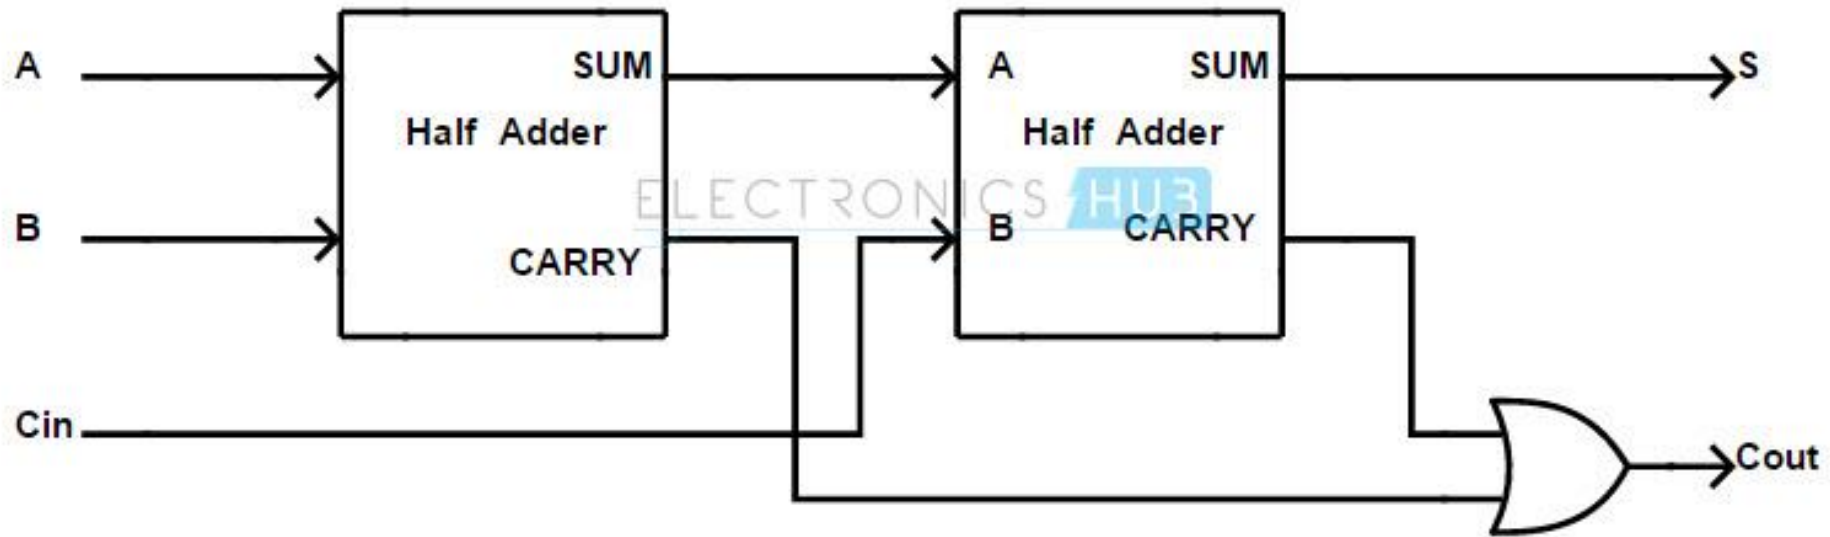 A
SUM
A
SUM
S
Half Adder
Half Adder
ELECTRONICS HUB
B
CARRY
B
CARRY
Cin
Cout